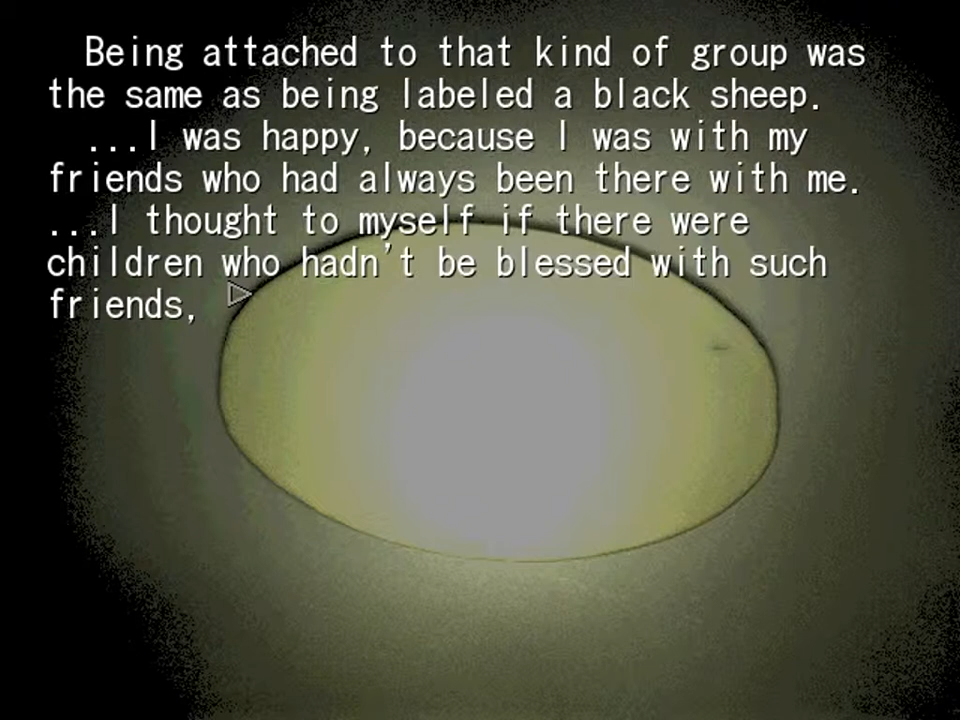 Being attached to that kind of group was
the same as being labeled a black sheep.
...I was happy, because I was with my
friends who had always been there with me.
...I thought to myself if there were
children who hadn't be blessed with such
friends,